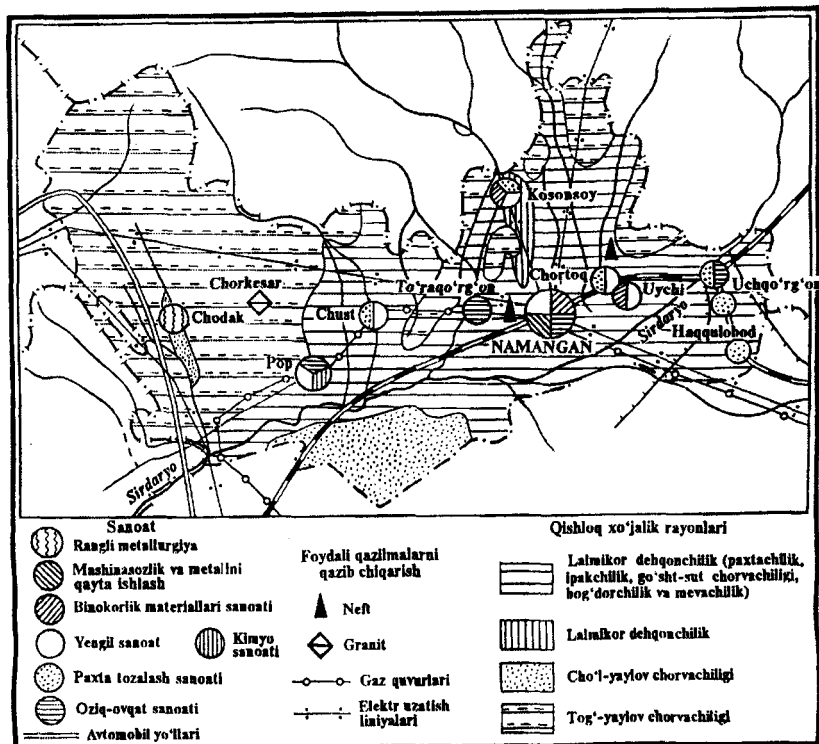 Kosonsoy
Chortoq
Uychi
Uchqo‘rg‘on
To‘raqo‘rg‘on
Chorkesar
Chodak
Chust
NAMANGAN
Sirdaryo
Haqqulobod
Pop
Sirdaryo
Sanoat
Rangli metallurgiya
Mashinasozlik va metalini
qayta ishlash
Binokorlik materiallari sanoati
Yengil sanoat
Kimyo
sanoati
Paxta tozalash sanoati
Oziq-ovqat sanoati
Avtomobil yo‘llari
Foydali qazilmalarni
qazib chiqarish
Neft
Granit
Gaz quvurlari
Elektr uzatish
liniyalari
Qishloq xo‘jalik rayonlari
Lalmikor dehqonchilik (paxtachilik,
ipakchilik, go‘sht-sut chorvachiligi,
bog‘dorchilik va mevachilik)
Lalmikor dehqonchilik
Cho‘l-yaylov chorvachiligi
Tog‘-yaylov chorvachiligi